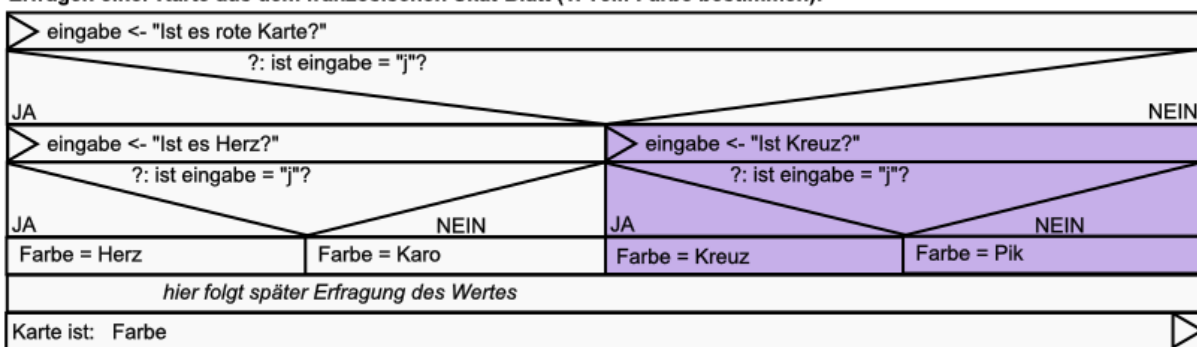 eingabe <- "Ist es rote Karte?"
?: ist eingabe = "j"?
JA NEIN
eingabe <- "Ist es Herz?" eingabe <- "Ist Kreuz?"
?: ist eingabe = "j"? ?: ist eingabe = "j"?
JA NEIN JA NEIN
Farbe = Herz Farbe = Karo Farbe = Kreuz Farbe = Pik
hier folgt später Erfragung des Wertes
Karte ist: Farbe